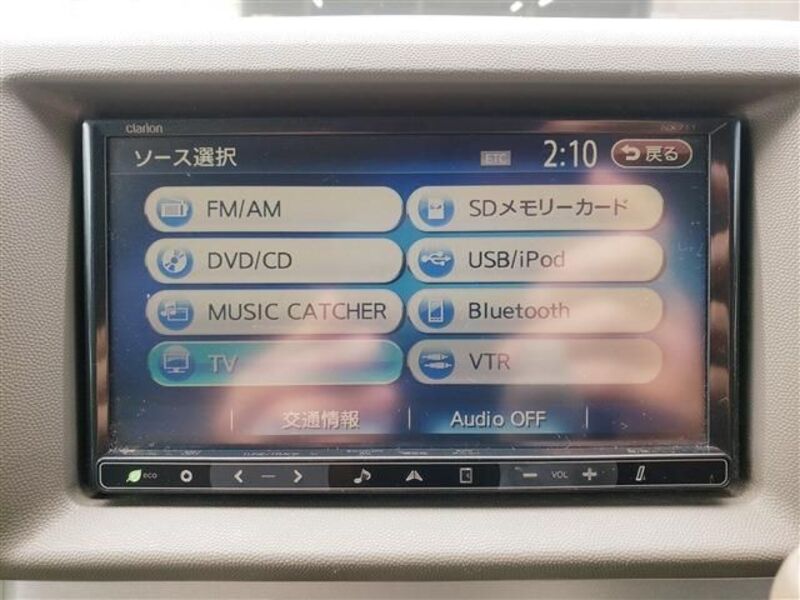 clarion
ソース選択 ETC 2:10 戻る
FM/AM SDメモリーカード
DVD/CD USB/iPod
MUSIC CATCHER Bluetooth
TV VTR
交通情報 Audio OFF
eco VOL